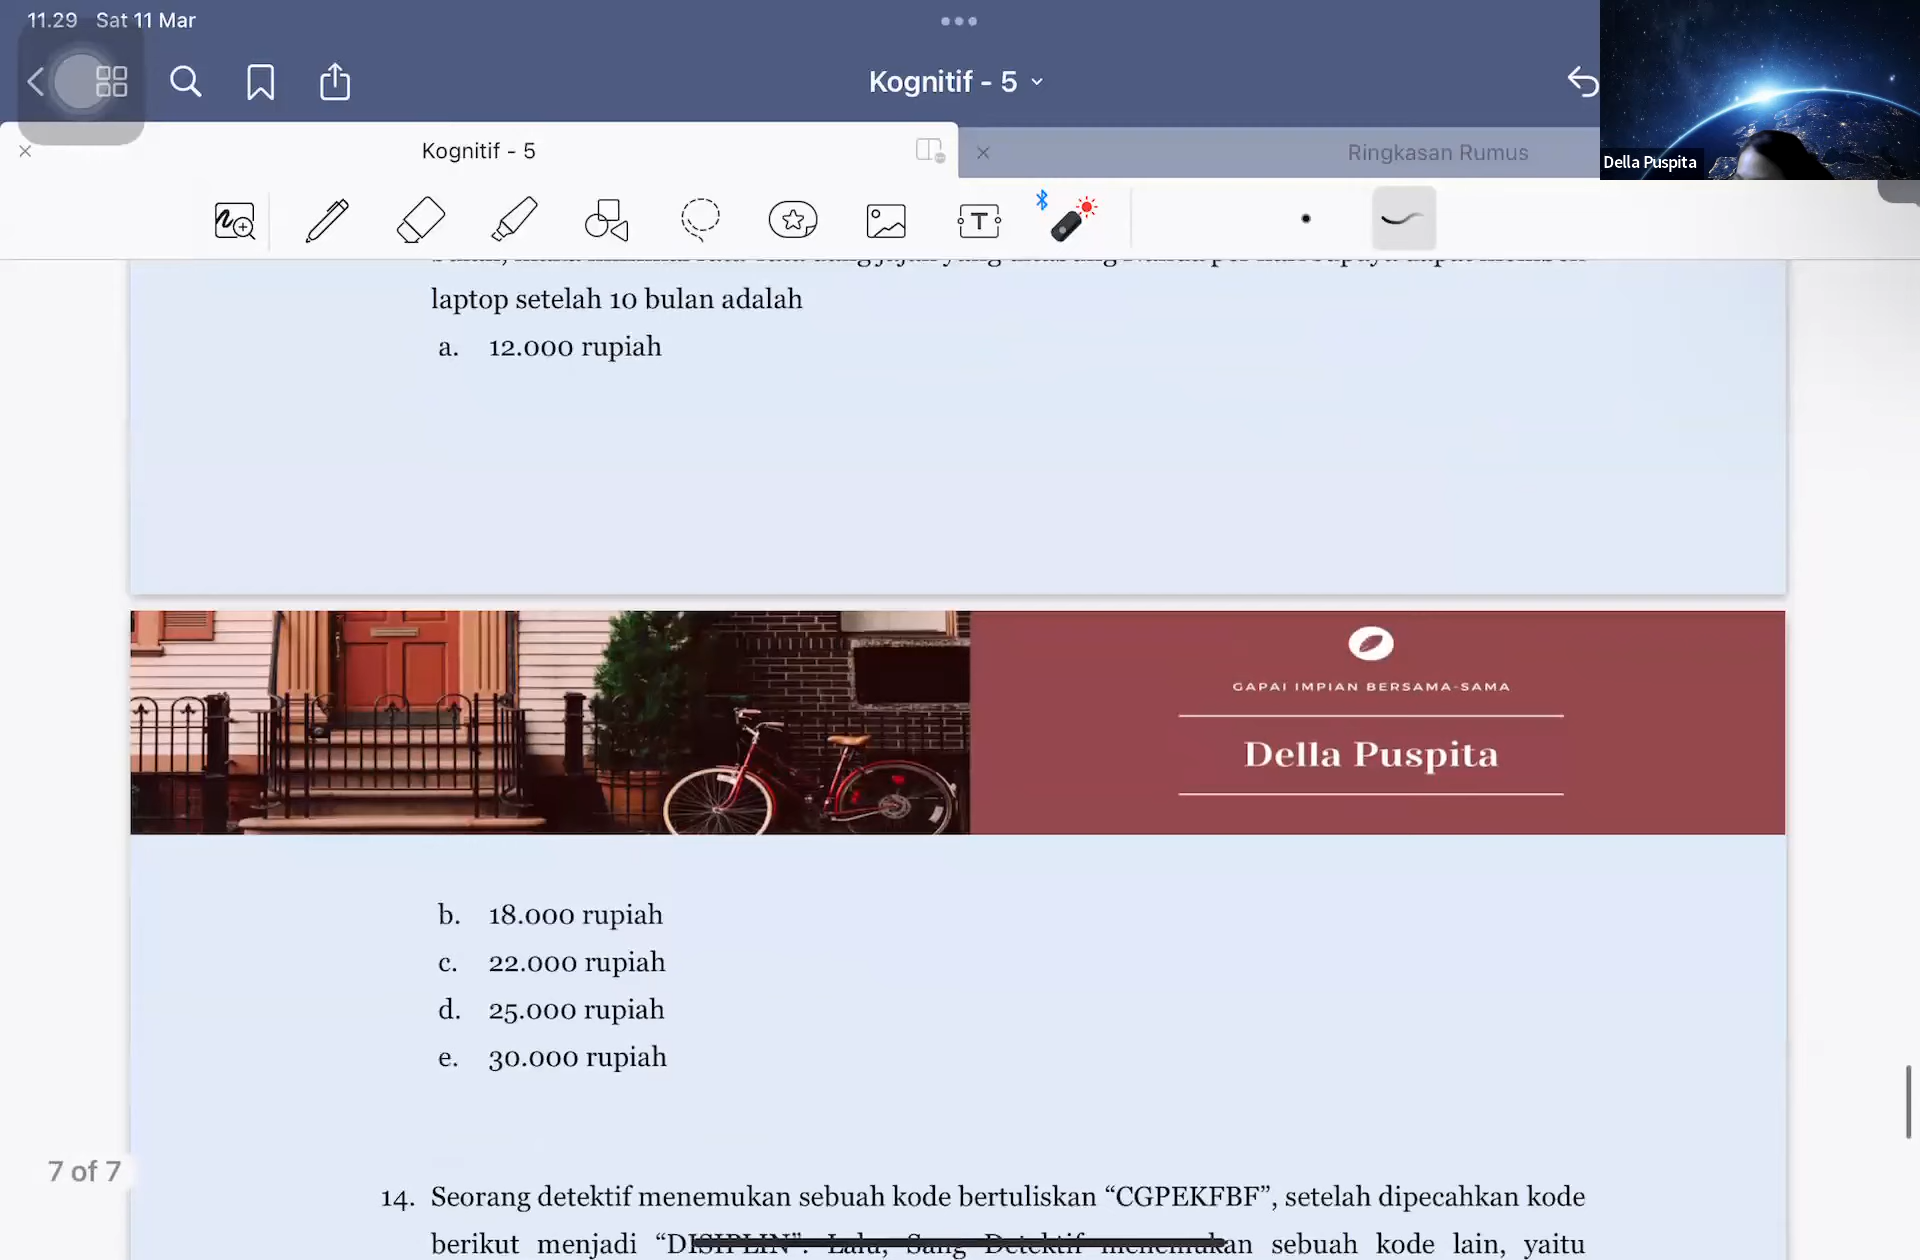 11.29 Sat 11 Mar
Kognitif - 5
Kognitif - 5
Ringkasan Rumus
Della Puspita
T
laptop setelah 10 bulan adalah
a. 12.000 rupiah
GAPAI IMPIAN BERSAMA-SAMA
Della Puspita
b. 18.000 rupiah
c. 22.000 rupiah
d. 25.000 rupiah
e. 30.000 rupiah
7 of 7
14. Seorang detektif menemukan sebuah kode bertuliskan “CGPEKFBF”, setelah dipecahkan kode
berikut menjadi “DISIPLIN”. Lalu, Sang Detektif menemukan sebuah kode lain, yaitu